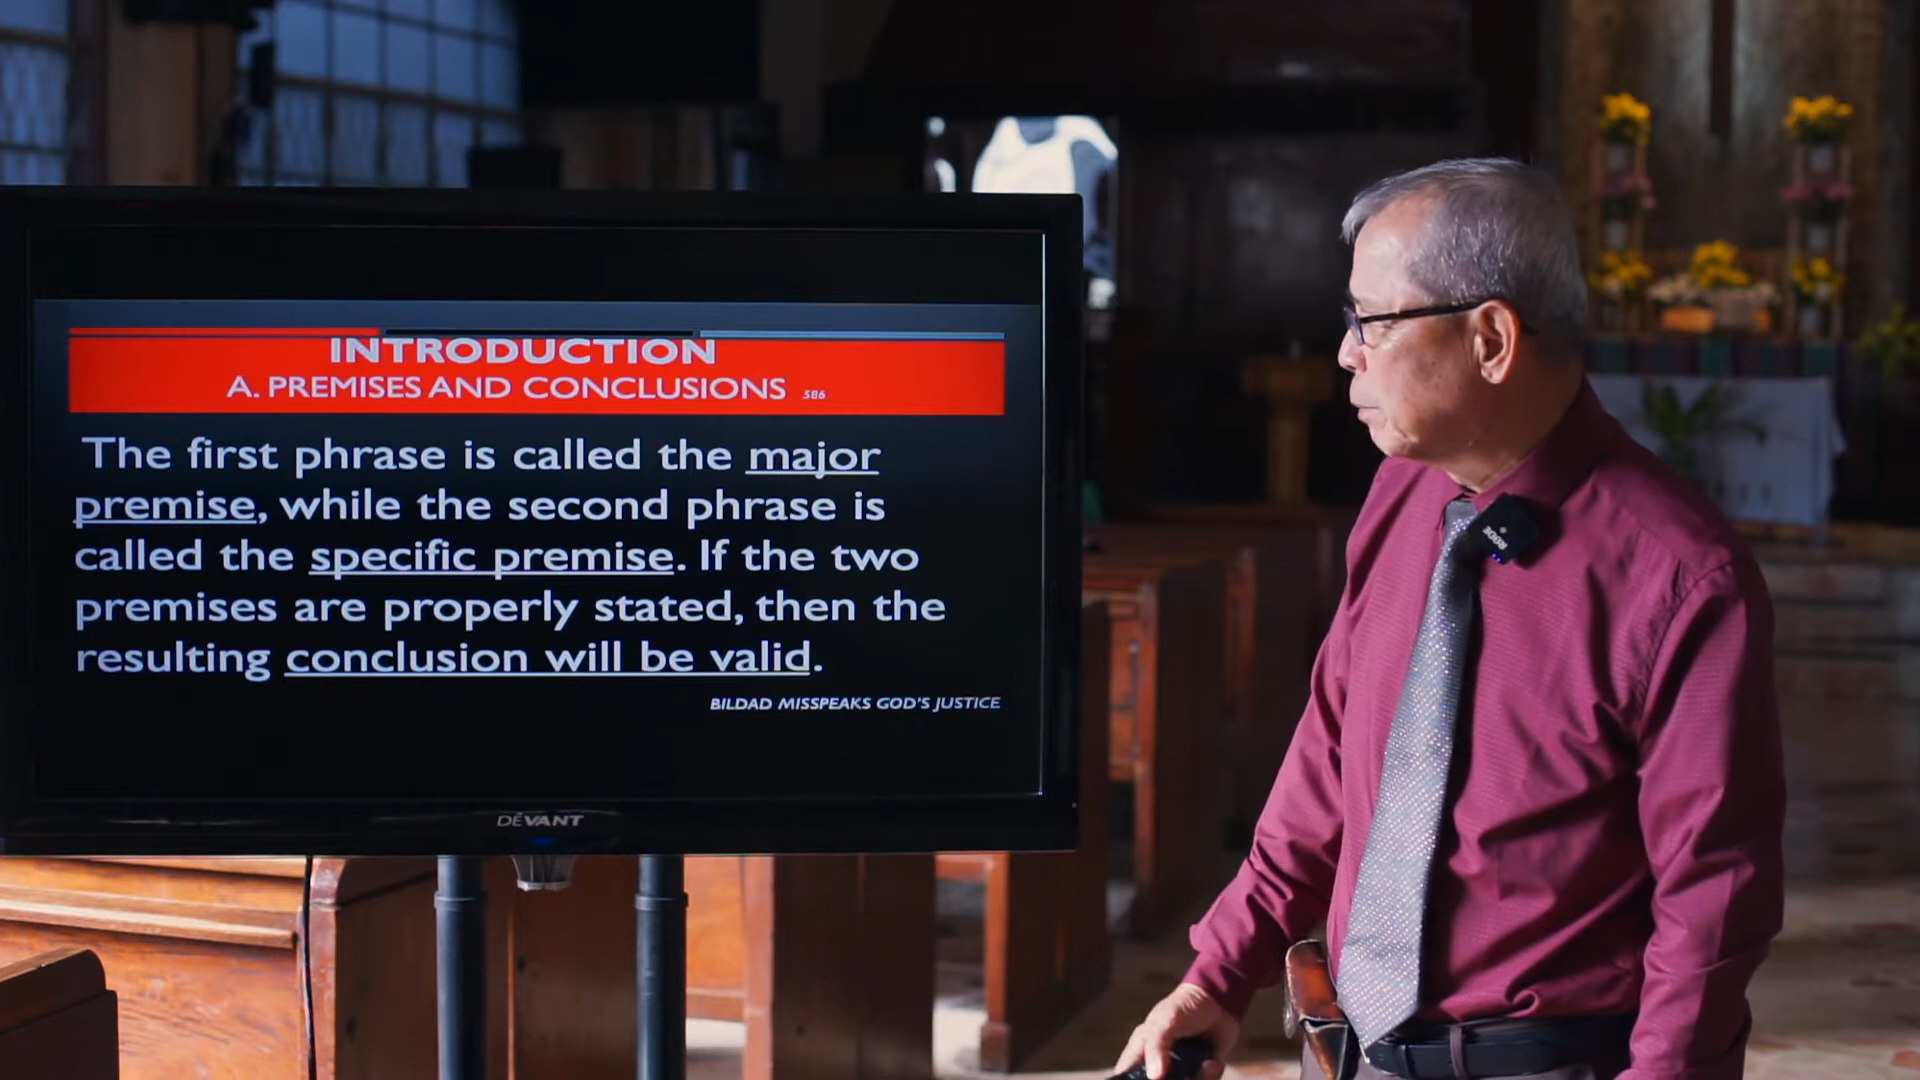 INTRODUCTION
A. PREMISES AND CONCLUSIONS 586
The first phrase is called the major
premise, while the second phrase is
called the specific premise. If the two
premises are properly stated, then the
resulting conclusion will be valid.
BILDAD MISSPEAKS GOD'S JUSTICE
DEVANT
RODE